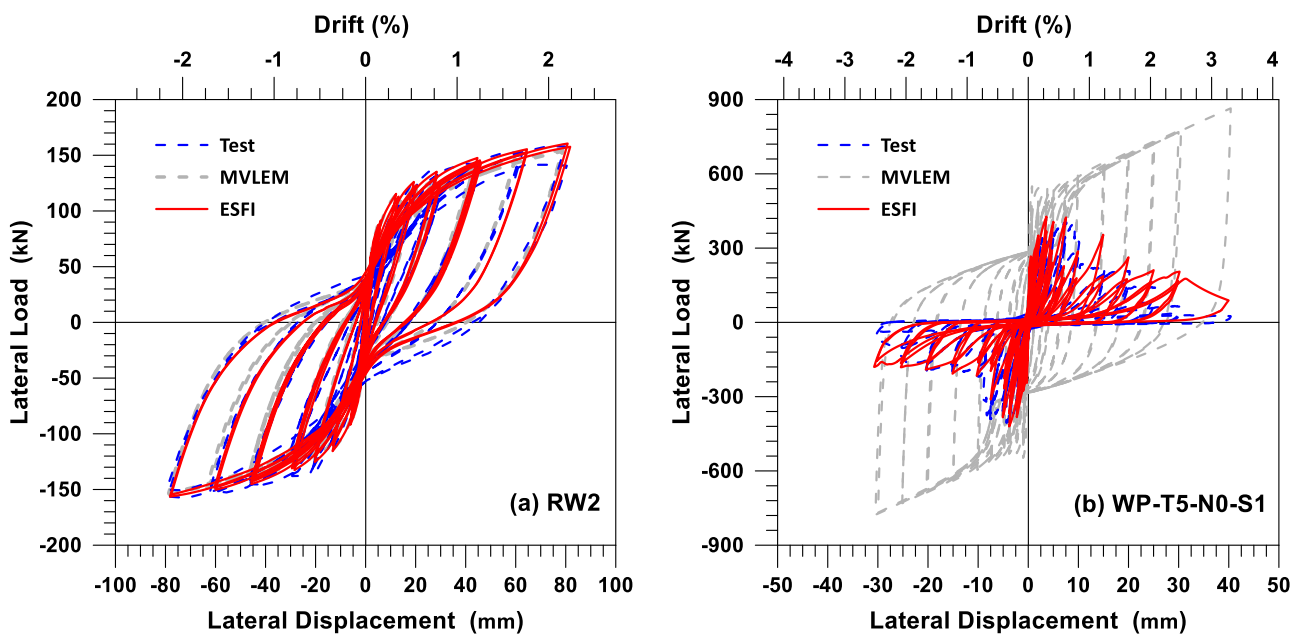 Drift (%)
-2 -1 0 1 2
200
150
100
50
0
-50
-100
-150
-200
Lateral Load (kN)
Test
MVLEM
ESFI
(a) RW2
-100 -80 -60 -40 -20 0 20 40 60 80 100
Lateral Displacement (mm)
Drift (%)
-4 -3 -2 -1 0 1 2 3 4
900
600
300
0
-300
-600
-900
Lateral Load (kN)
Test
MVLEM
ESFI
(b) WP-T5-N0-S1
-50 -40 -30 -20 -10 0 10 20 30 40 50
Lateral Displacement (mm)